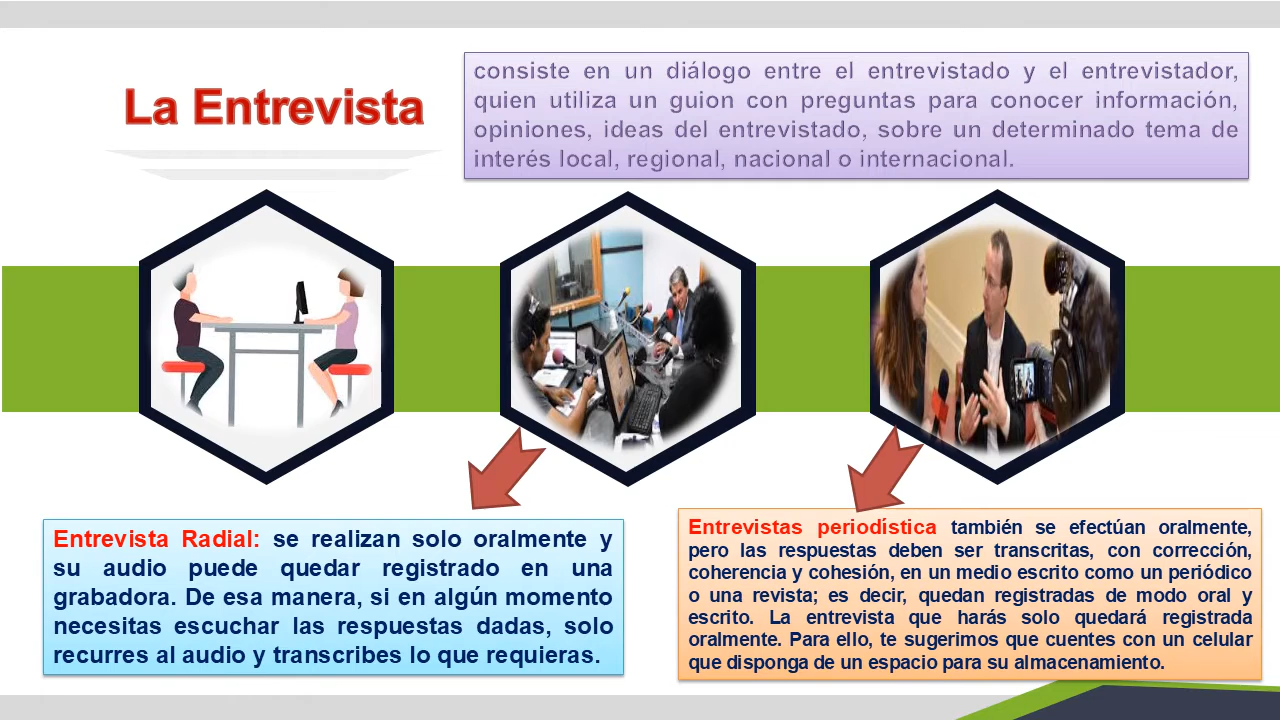 La Entrevista
consiste en un diálogo entre el entrevistado y el entrevistador,
quien utiliza un guion con preguntas para conocer información,
opiniones, ideas del entrevistado, sobre un determinado tema de
interés local, regional, nacional o internacional.
Entrevista Radial: se realizan solo oralmente y
su audio puede quedar registrado en una
grabadora. De esa manera, si en algún momento
necesitas escuchar las respuestas dadas, solo
recurres al audio y transcribes lo que requieras.
Entrevistas periodística también se efectúan oralmente,
pero las respuestas deben ser transcritas, con corrección,
coherencia y cohesión, en un medio escrito como un periódico
o una revista; es decir, quedan registradas de modo oral y
escrito. La entrevista que harás solo quedará registrada
oralmente. Para ello, te sugerimos que cuentes con un celular
que disponga de un espacio para su almacenamiento.